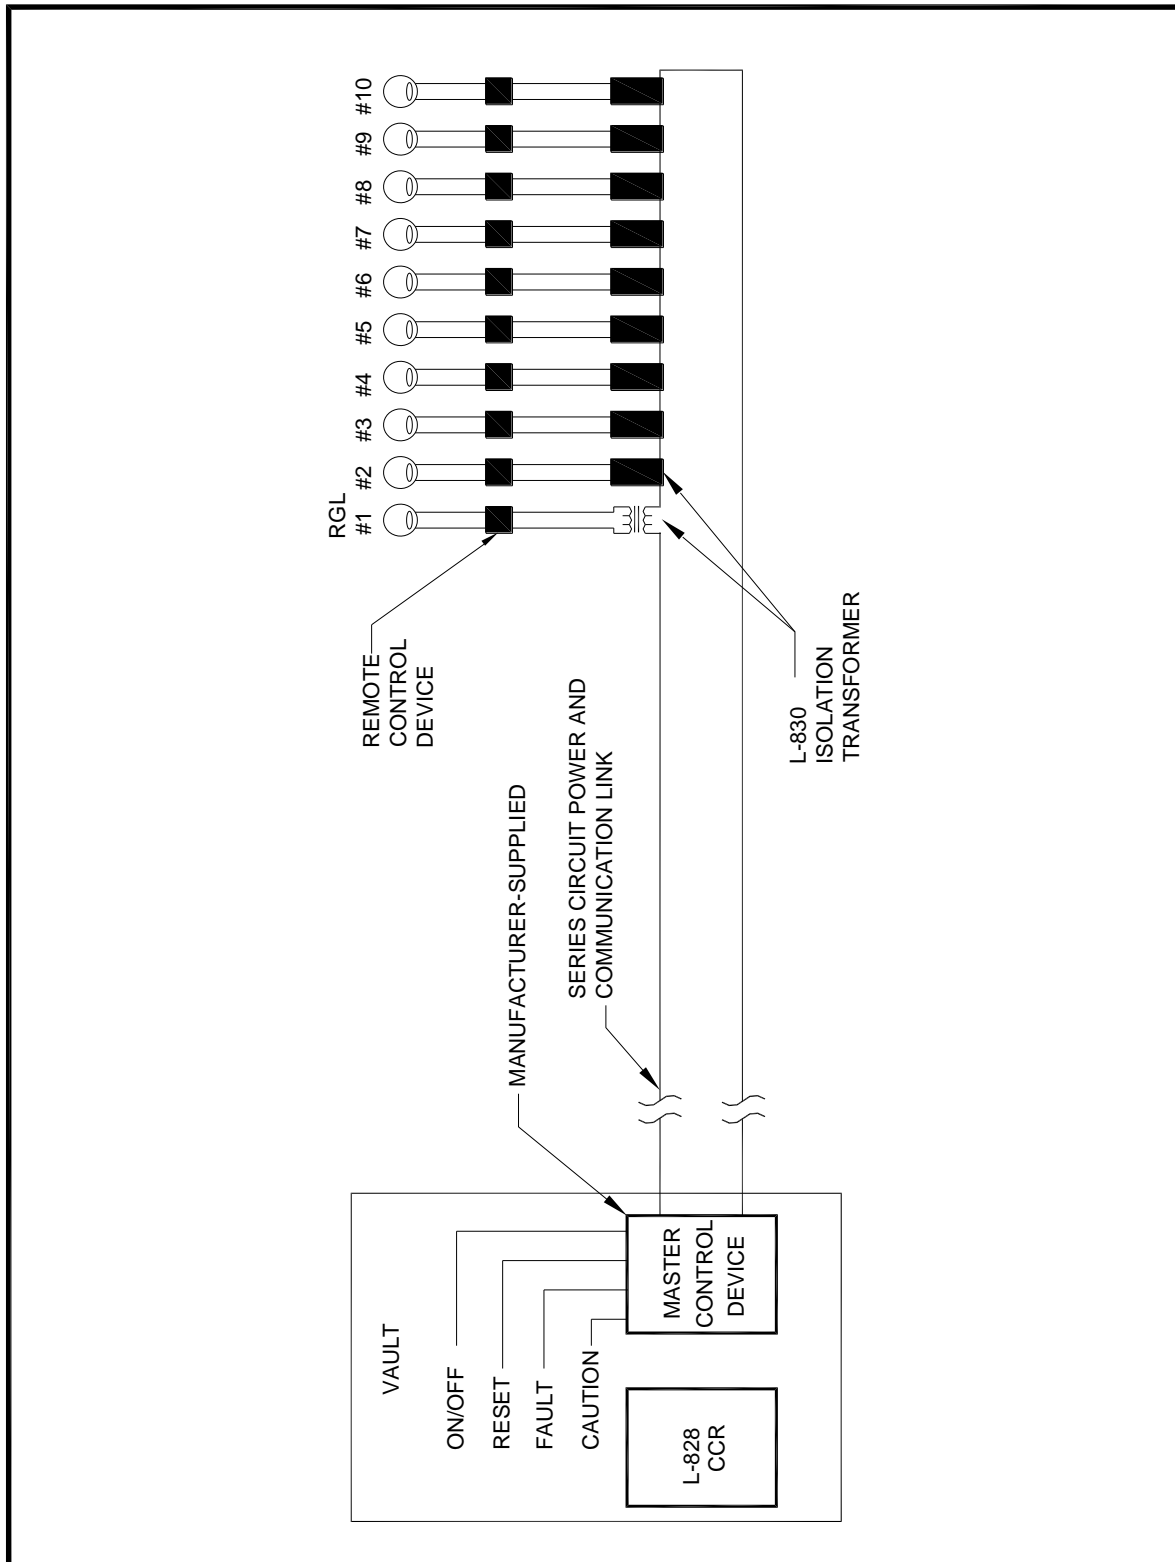 VAULT
ON/OFF
RESET
FAULT
CAUTION
L-828
CCR
MASTER
CONTROL
DEVICE
MANUFACTURER-SUPPLIED
SERIES CIRCUIT POWER AND
COMMUNICATION LINK
REMOTE
CONTROL
DEVICE
L-830
ISOLATION
TRANSFORMER
RGL
#1
#2
#3
#4
#5
#6
#7
#8
#9
#10